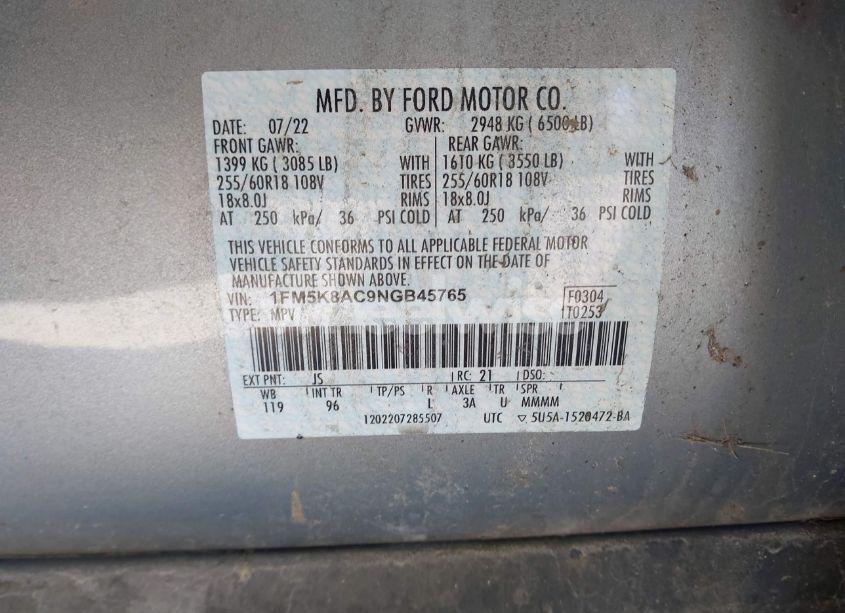 MFD. BY FORD MOTOR CO.
DATE: 07/22 GVWR: 2948 KG ( 6500 LB)
FRONT GAWR: REAR GAWR:
1399 KG ( 3085 LB) WITH 1610 KG ( 3550 LB) WITH
255/60R18 108V TIRES 255/60R18 108V TIRES
18x8.0J RIMS 18x8.0J RIMS
AT 250 kPa/ 36 PSI COLD AT 250 kPa/ 36 PSI COLD
THIS VEHICLE CONFORMS TO ALL APPLICABLE FEDERAL MOTOR
VEHICLE SAFETY STANDARDS IN EFFECT ON THE DATE OF
MANUFACTURE SHOWN ABOVE.
VIN: 1FM5K8AC9NGB45765 F0304
TYPE: MPV T0253
EXT PNT: JS RC: 21 DSO:
WB INT TR TP/PS R AXLE TR SPR
119 96 L 3A U MMMM
1202207285507 UTC ▽ 5U5A-1520472-BA